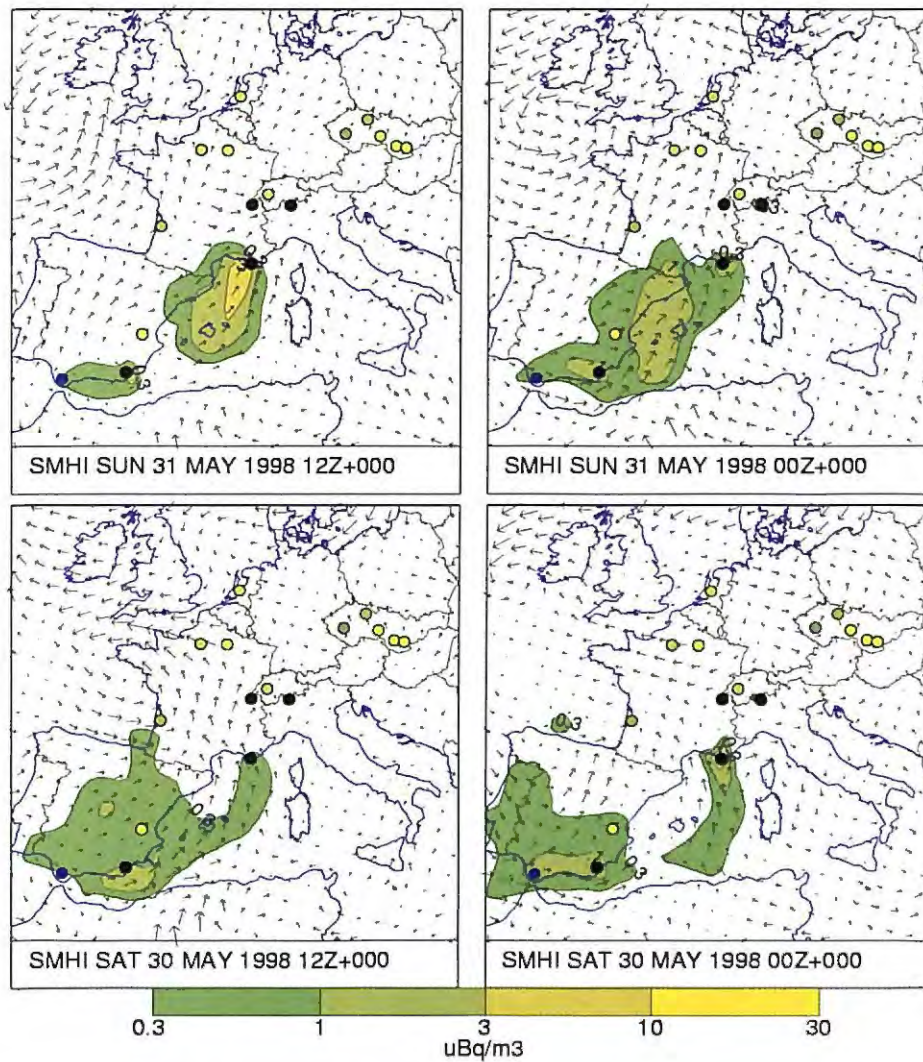 SMHI SUN 31 MAY 1998 12Z+000
SMHI SUN 31 MAY 1998 00Z+000
SMHI SAT 30 MAY 1998 12Z+000
SMHI SAT 30 MAY 1998 00Z+000
0.3 1 3 10 30
uBq/m3